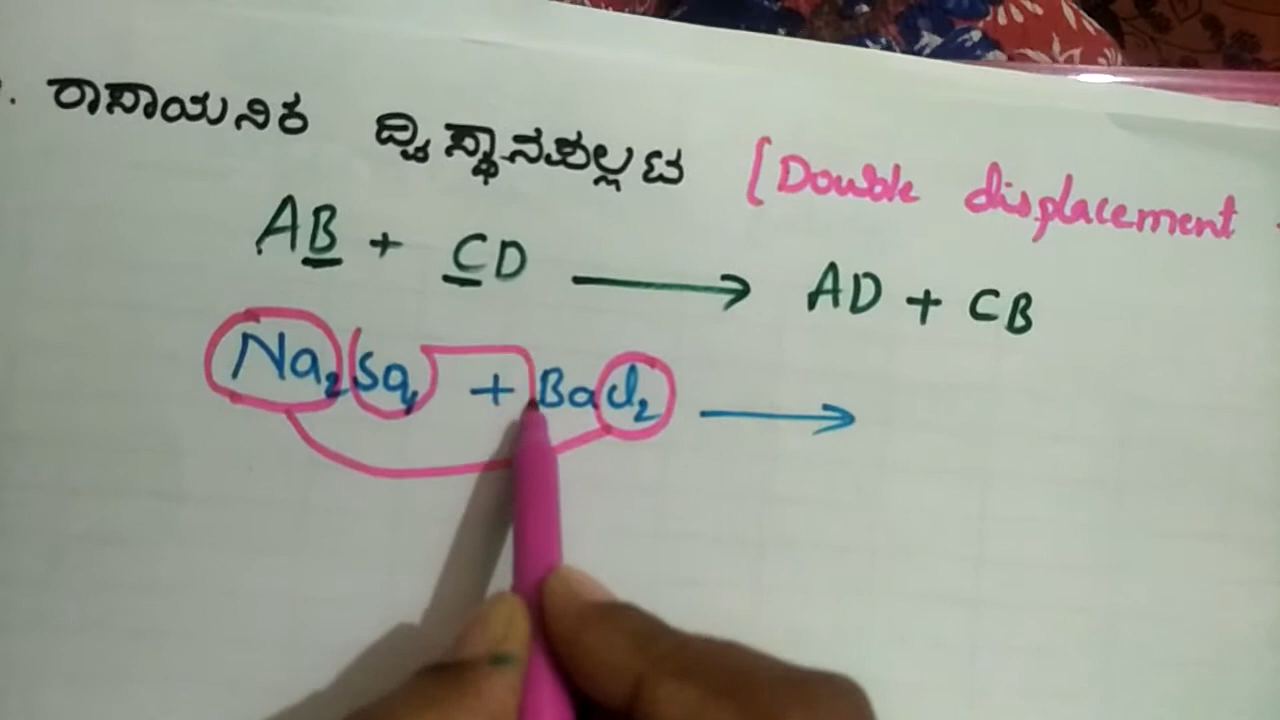 . ರಾಸಾಯನಿಕ ದ್ವಿಸ್ಥಾನಪಲ್ಲಟ [Double displacement
AB + CD → AD + CB
Na₂SO₄ + BaCl₂ →